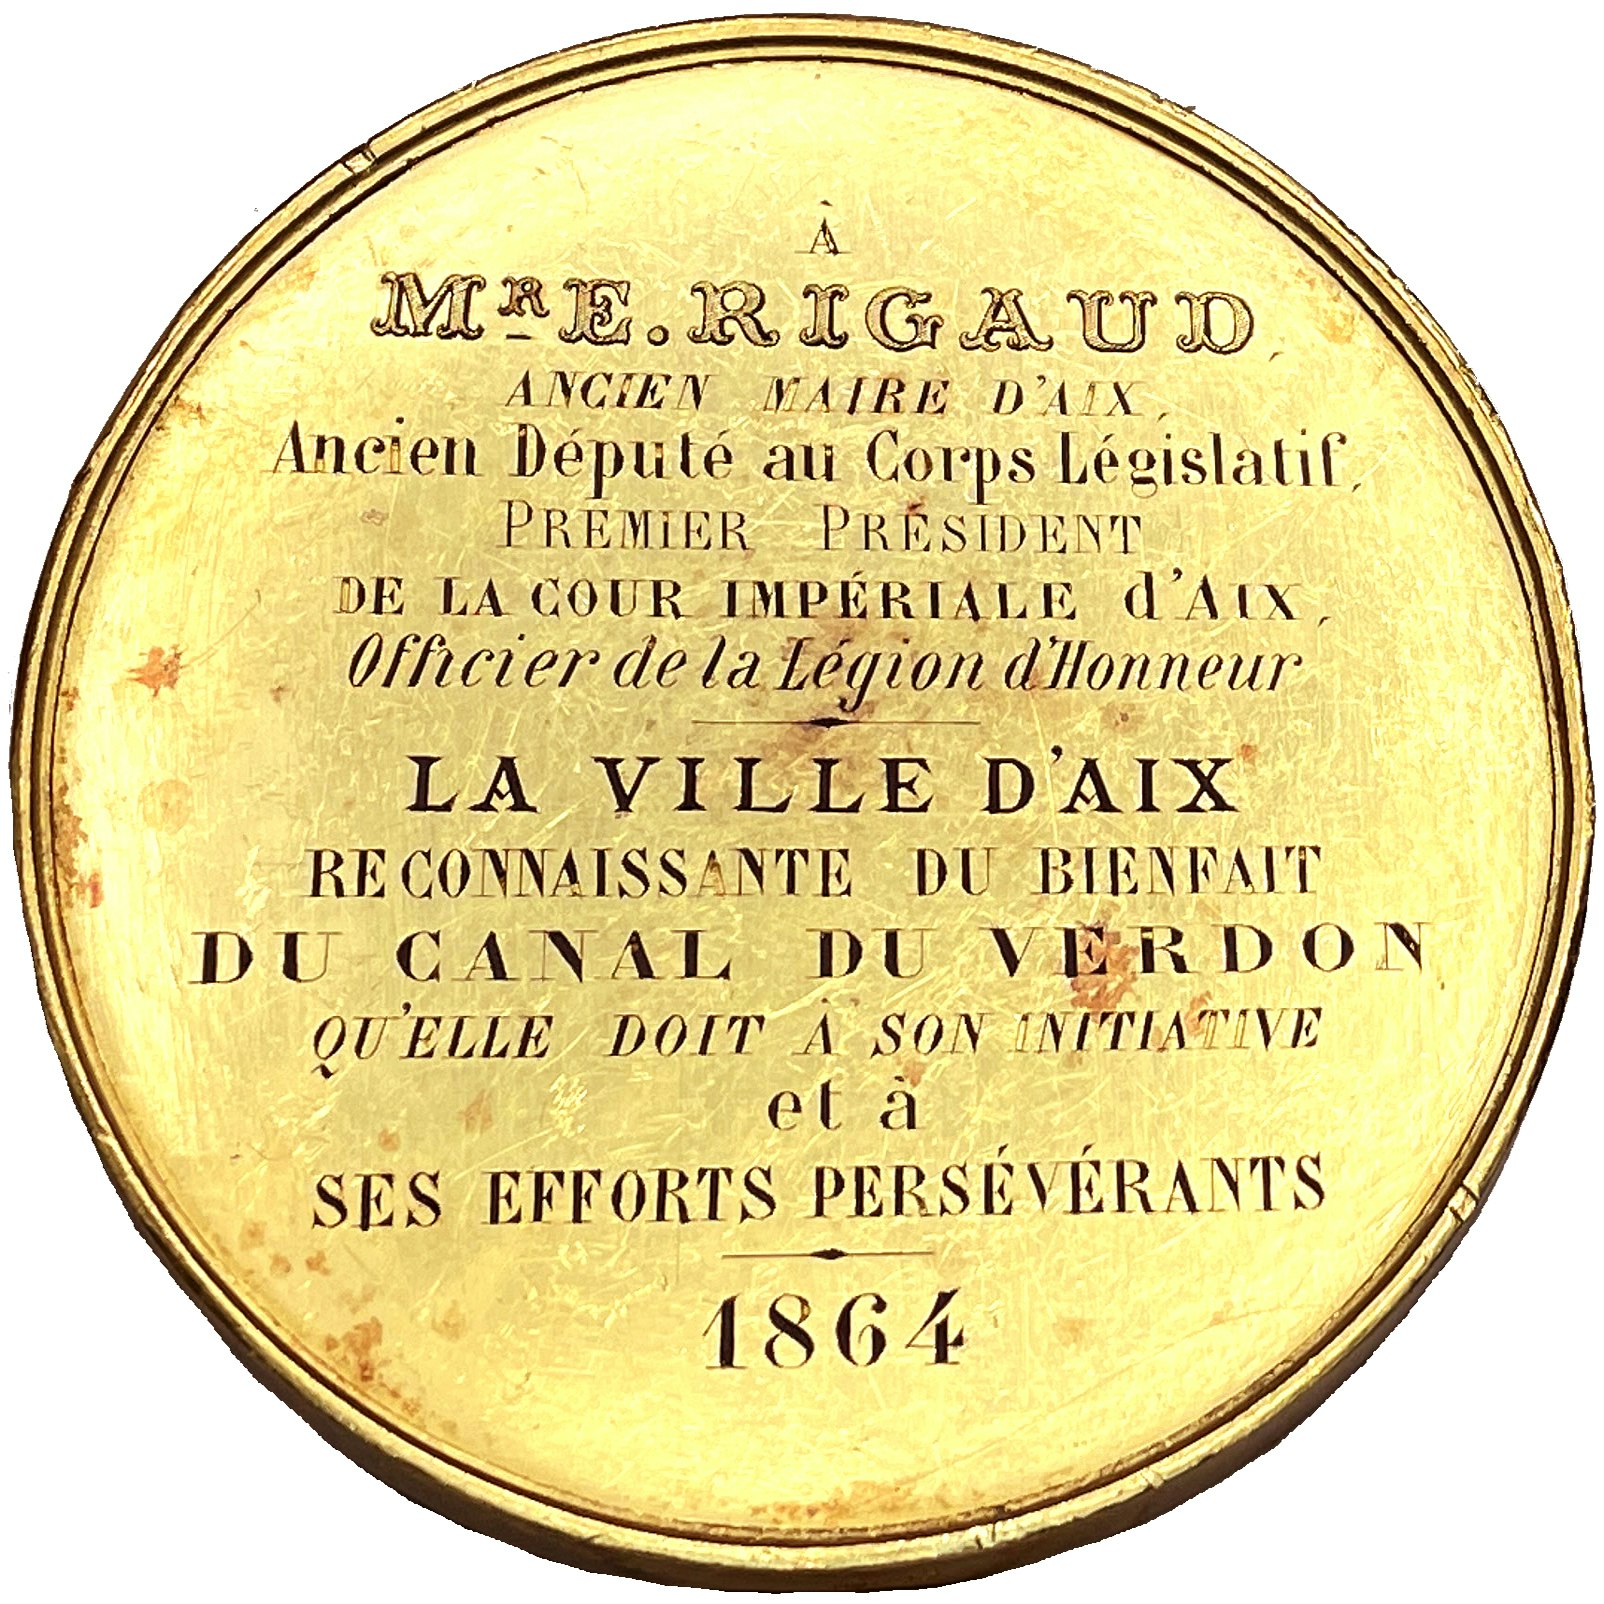 À
MR E. RIGAUD,
ANCIEN MAIRE D'AIX,
Ancien Député au Corps Législatif,
PREMIER PRÉSIDENT
DE LA COUR IMPÉRIALE d'AIX,
Officier de la Légion d'Honneur
LA VILLE D'AIX
RECONNAISSANTE DU BIENFAIT
DU CANAL DU VERDON
QU'ELLE DOIT À SON INITIATIVE
et à
SES EFFORTS PERSÉVÉRANTS
1864